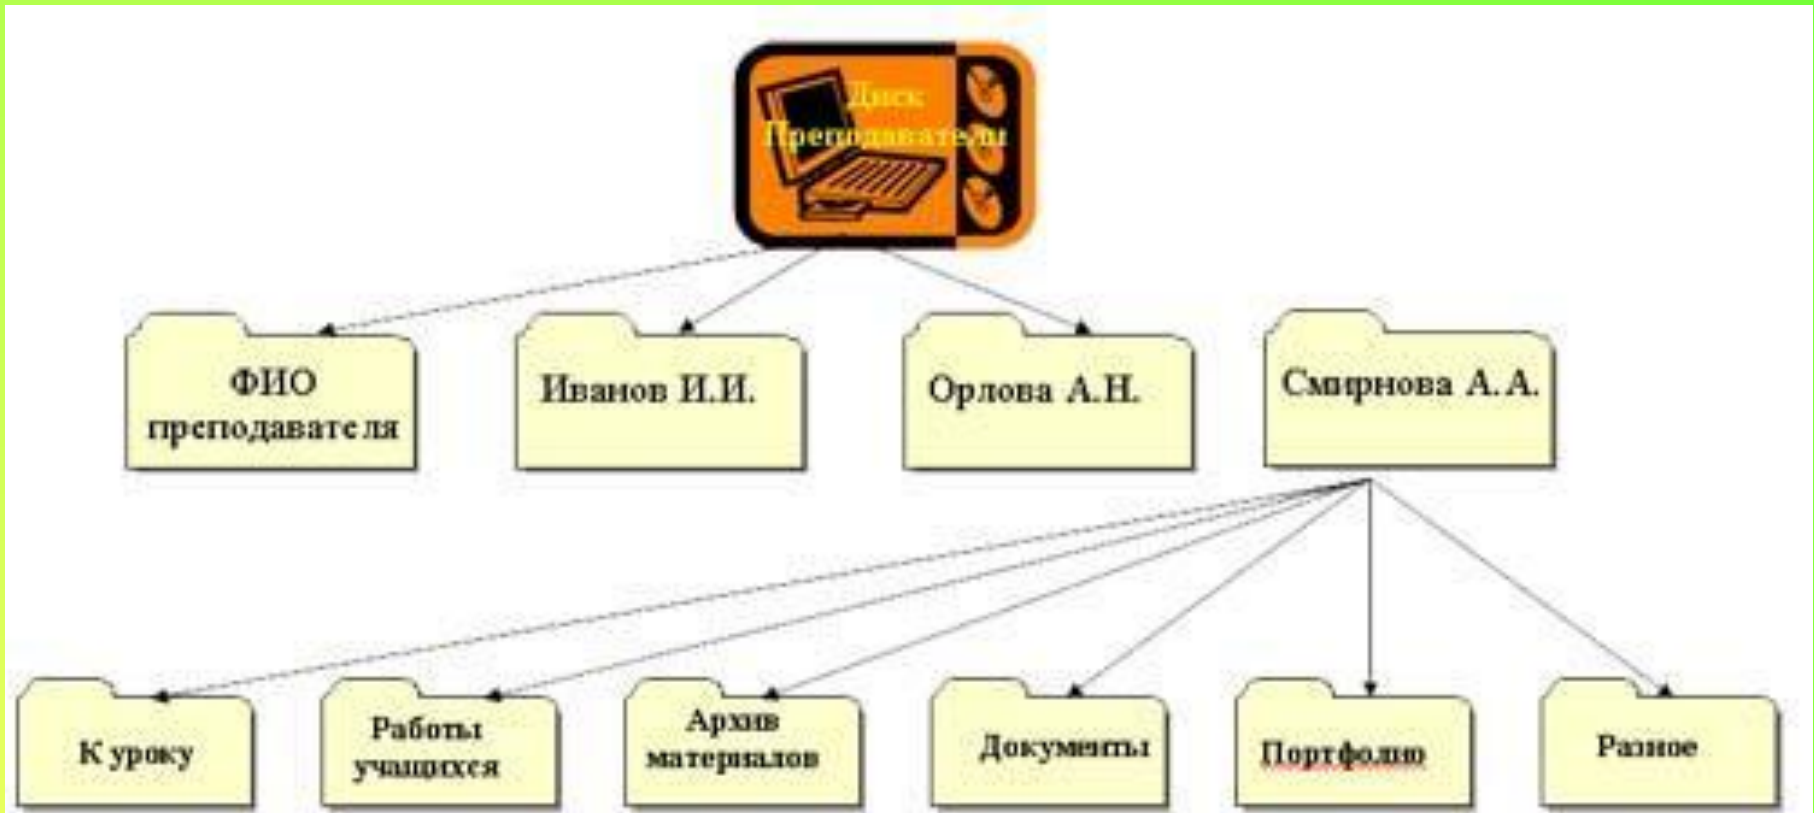 Диск
Преподаватели
ФИО
преподавателя
Иванов И.И.
Орлова А.Н.
Смирнова А.А.
К уроку
Работы
учащихся
Архив
материалов
Документы
Портфолио
Разное